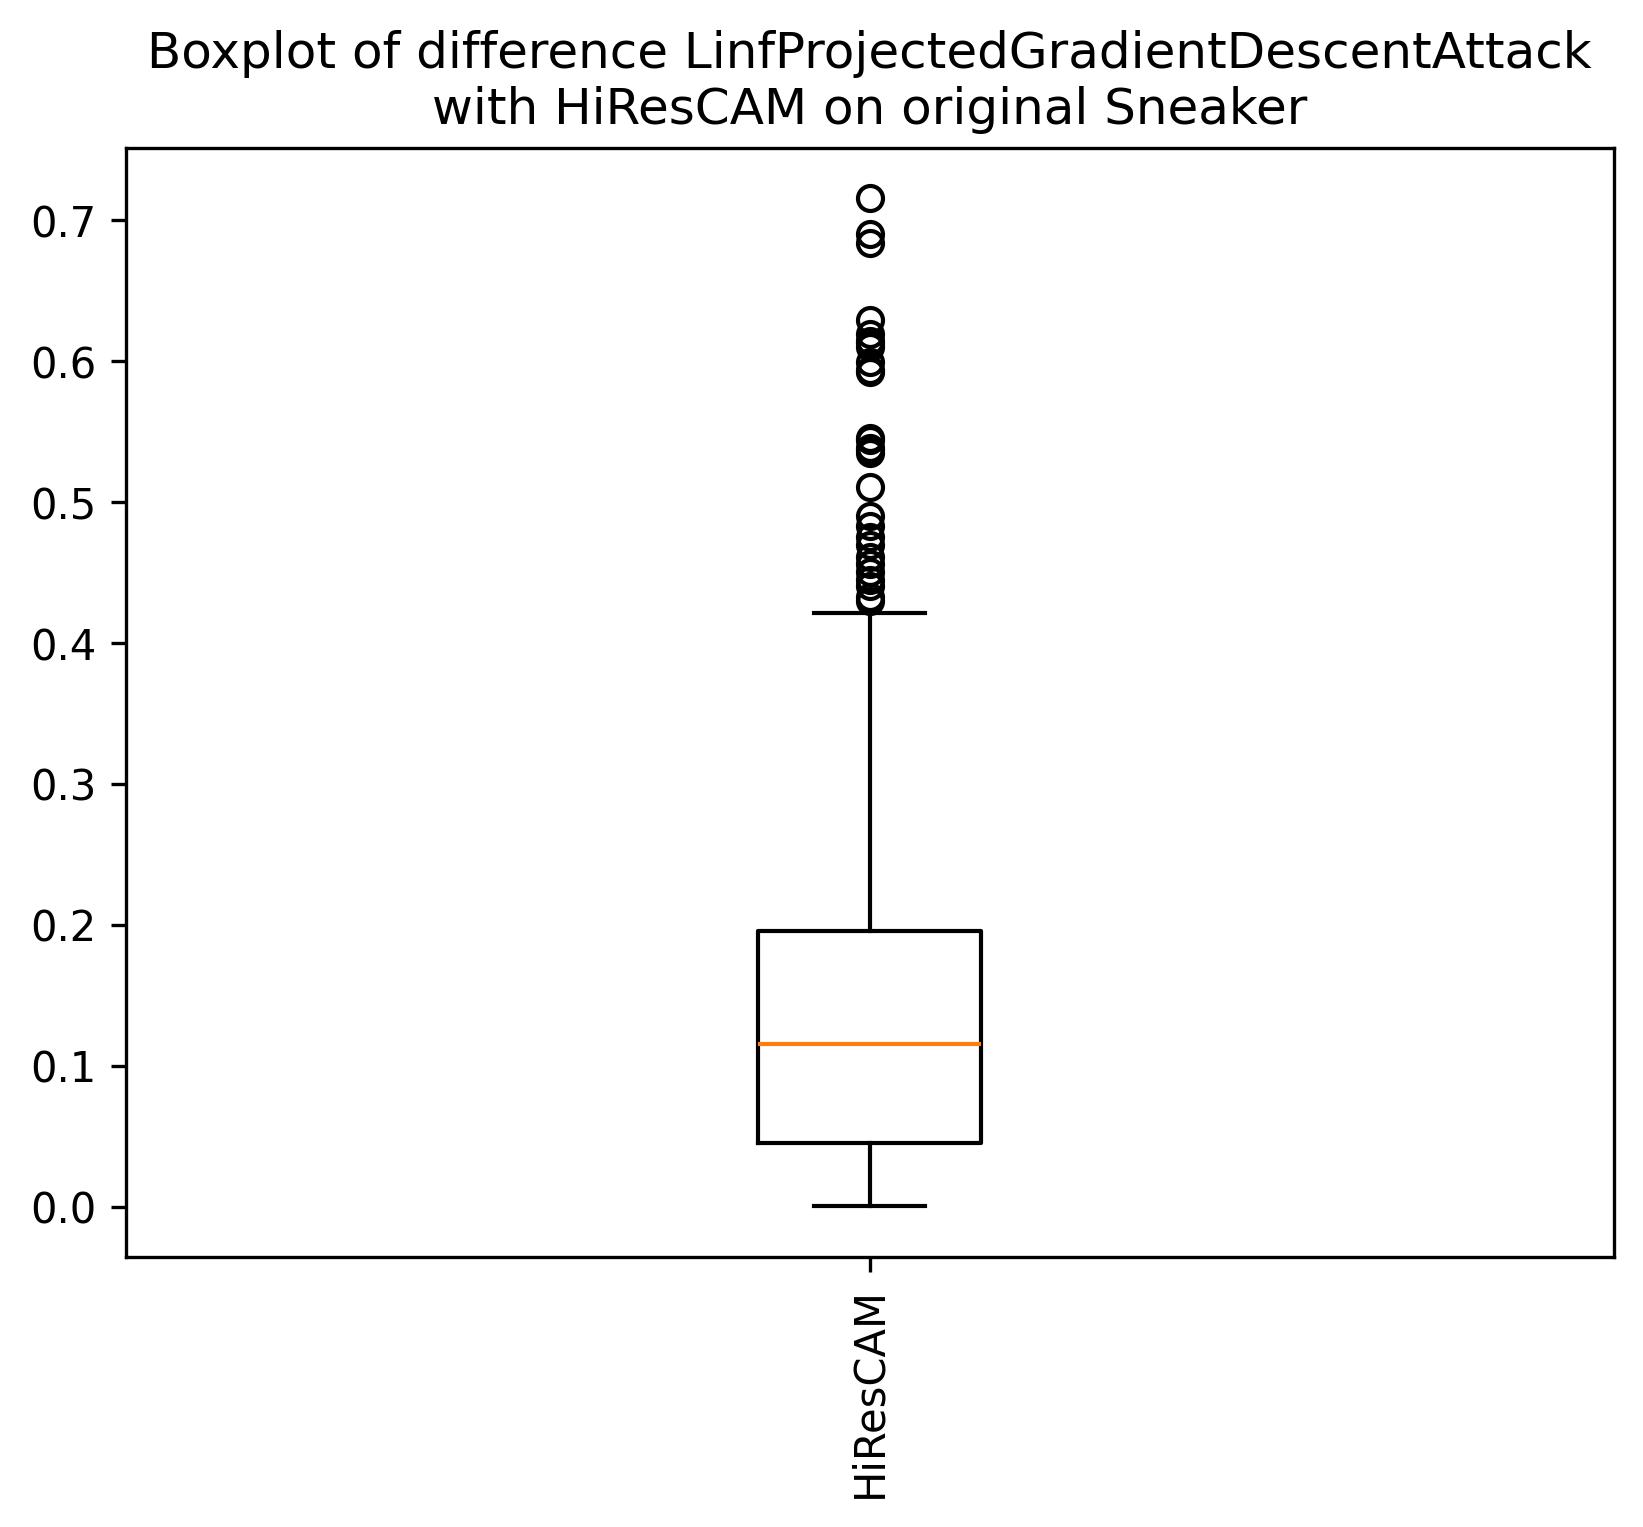 Boxplot of difference LinfProjectedGradientDescentAttack
with HiResCAM on original Sneaker
0.7
0.6
0.5
0.4
0.3
0.2
0.1
0.0
HiResCAM